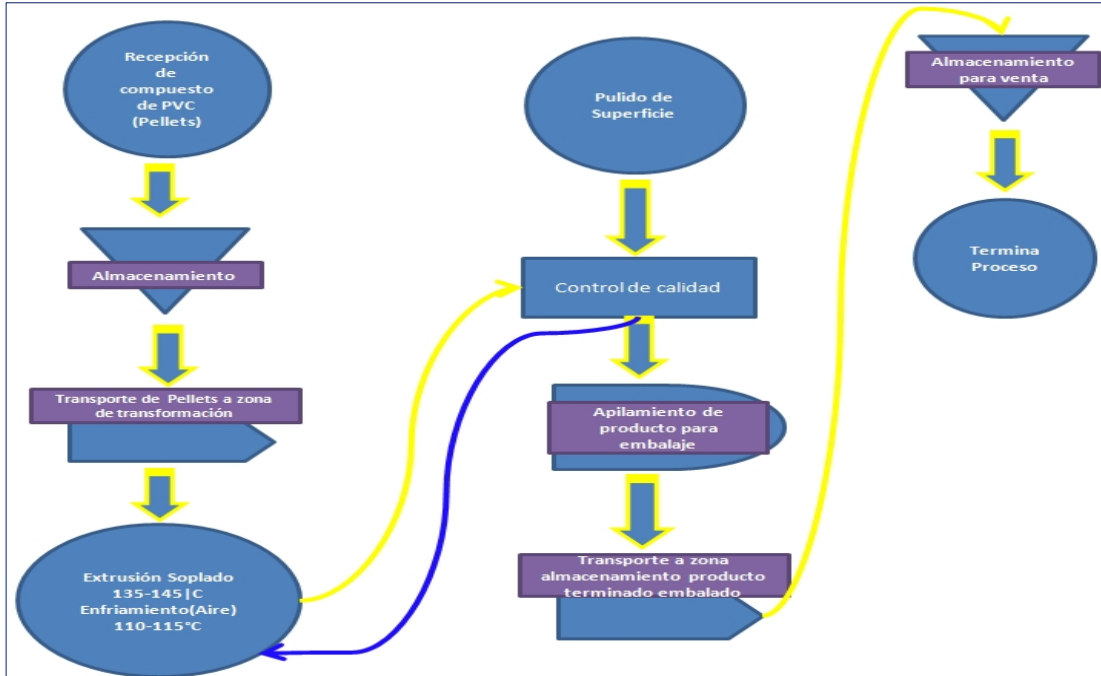 Recepción
de
compuesto
de PVC
(Pellets)
Almacenamiento
Transporte de Pellets a zona
de transformación
Extrusión Soplado
135-145|C
Enfriamiento(Aire)
110-115°C
Pulido de
Superficie
Control de calidad
Apilamiento de
producto para
embalaje
Transporte a zona
almacenamiento producto
terminado embalado
Almacenamiento
para venta
Termina
Proceso